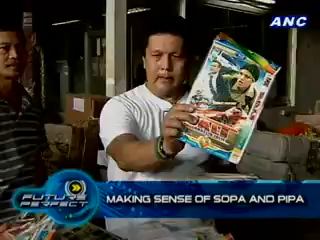 ANC
FUTURE
PERFECT
MAKING SENSE OF SOPA AND PIPA